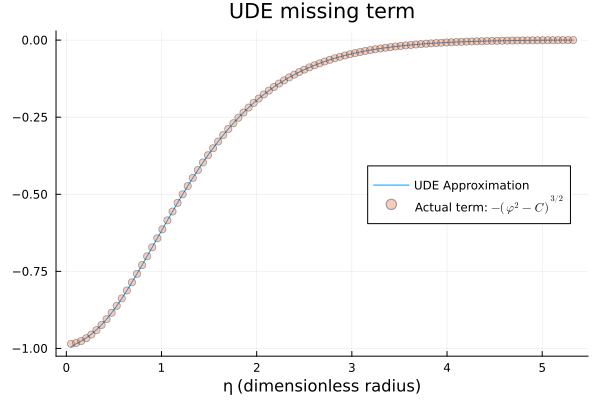 UDE missing term
0.00
−0.25
−0.50
−0.75
−1.00
UDE Approximation
Actual term: −(φ² − C)^{3/2}
0 1 2 3 4 5
η (dimensionless radius)